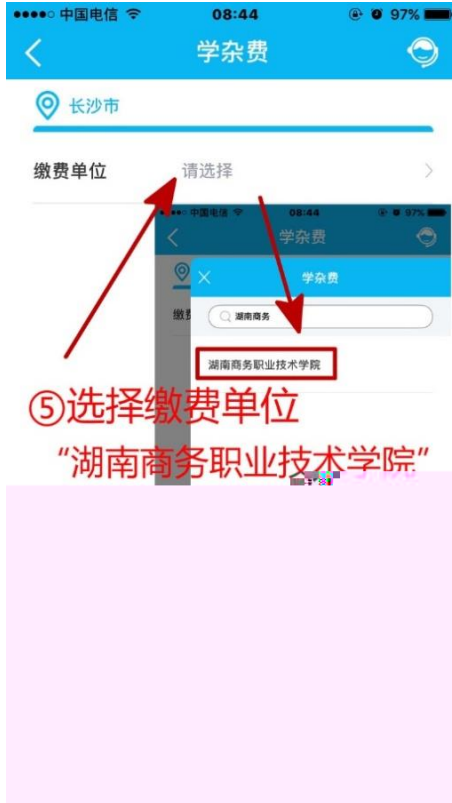 中国电信 08:44 97%
学杂费
长沙市
缴费单位 请选择
中国电信 08:44 97%
学杂费
学杂费
缴费
湖南商务
湖南商务职业技术学院
⑤选择缴费单位
“湖南商务职业技术学院”